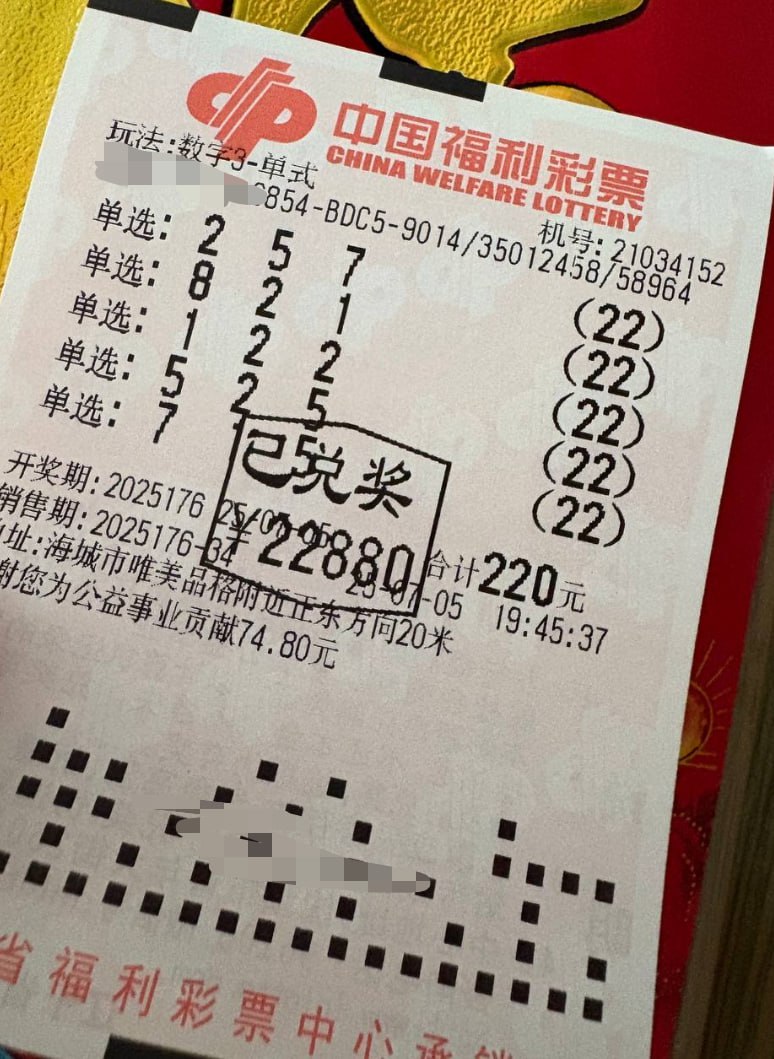 中国福利彩票
CHINA WELFARE LOTTERY
玩法:数字3-单式
机号:21034152
854-BDC5-9014/35012458/58964
单选: 2 5 7 (22)
单选: 8 2 1 (22)
单选: 1 2 2 (22)
单选: 5 2 5 (22)
单选: 7 (22)
已兑奖
¥22880
开奖期:2025176 25-07-05 合计220元
销售期:2025176-34 25-07-05 19:45:37
址:海城市唯美品格附近正东方向20米
谢您为公益事业贡献74.80元
省福利彩票中心承销